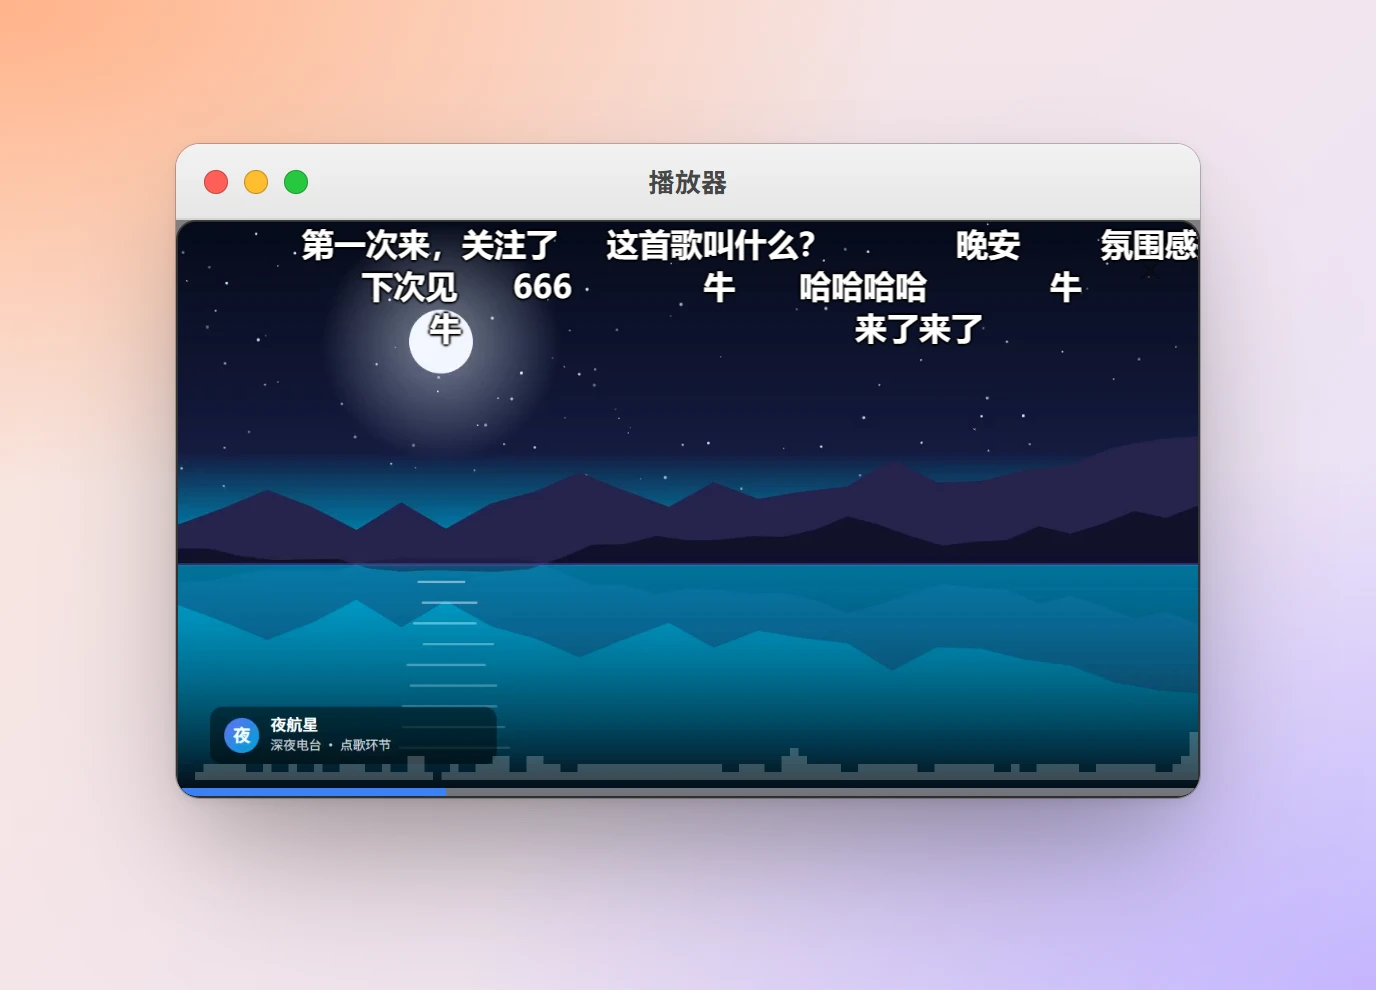 播放器
第一次来，关注了 这首歌叫什么？ 晚安 氛围感
下次见 666 牛 哈哈哈哈 牛
牛 来了来了
夜 夜航星
深夜电台 · 点歌环节